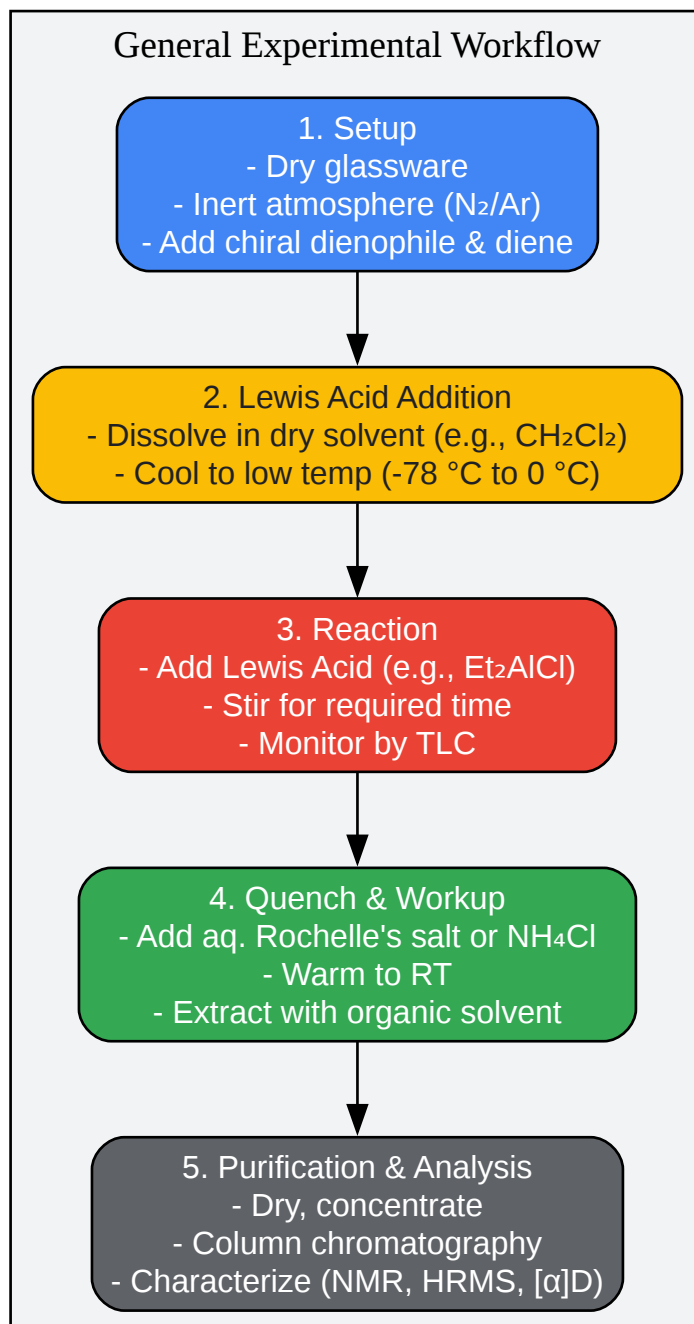 General Experimental Workflow
1. Setup
- Dry glassware
- Inert atmosphere (N₂/Ar)
- Add chiral dienophile & diene
2. Lewis Acid Addition
- Dissolve in dry solvent (e.g., CH₂Cl₂)
- Cool to low temp (-78 °C to 0 °C)
3. Reaction
- Add Lewis Acid (e.g., Et₂AlCl)
- Stir for required time
- Monitor by TLC
4. Quench & Workup
- Add aq. Rochelle's salt or NH₄Cl
- Warm to RT
- Extract with organic solvent
5. Purification & Analysis
- Dry, concentrate
- Column chromatography
- Characterize (NMR, HRMS, [α]D)